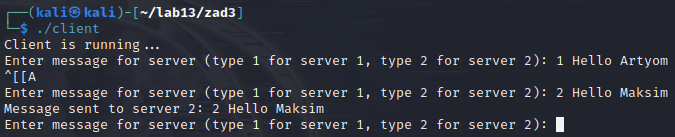 ┌──(kali㉿kali)-[~/lab13/zad3]
└─$ ./client
Client is running...
Enter message for server (type 1 for server 1, type 2 for server 2): 1 Hello Artyom
^[[A
Enter message for server (type 1 for server 1, type 2 for server 2): 2 Hello Maksim
Message sent to server 2: 2 Hello Maksim
Enter message for server (type 1 for server 1, type 2 for server 2):